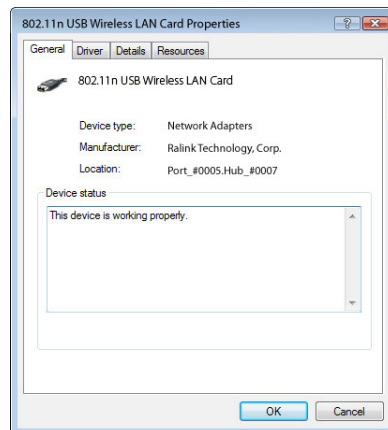 802.11n USB Wireless LAN Card Properties
General Driver Details Resources
802.11n USB Wireless LAN Card
Device type: Network Adapters
Manufacturer: Ralink Technology, Corp.
Location: Port_#0005.Hub_#0007
Device status
This device is working properly.
OK Cancel